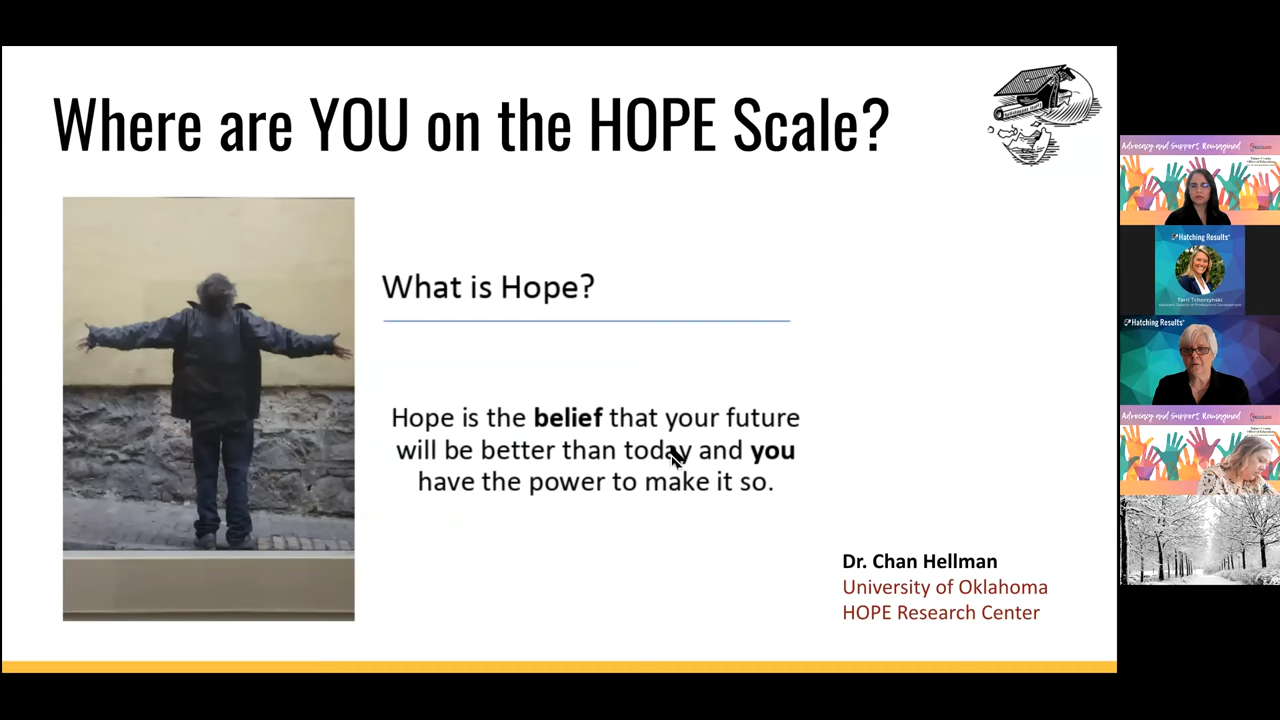 Where are YOU on the HOPE Scale?
What is Hope?
Hope is the belief that your future
will be better than today and you
have the power to make it so.
Dr. Chan Hellman
University of Oklahoma
HOPE Research Center
Advocacy and Support Reimagined
Hatching Results
Terri Tchorzynski
Hatching Results
Advocacy and Support Reimagined